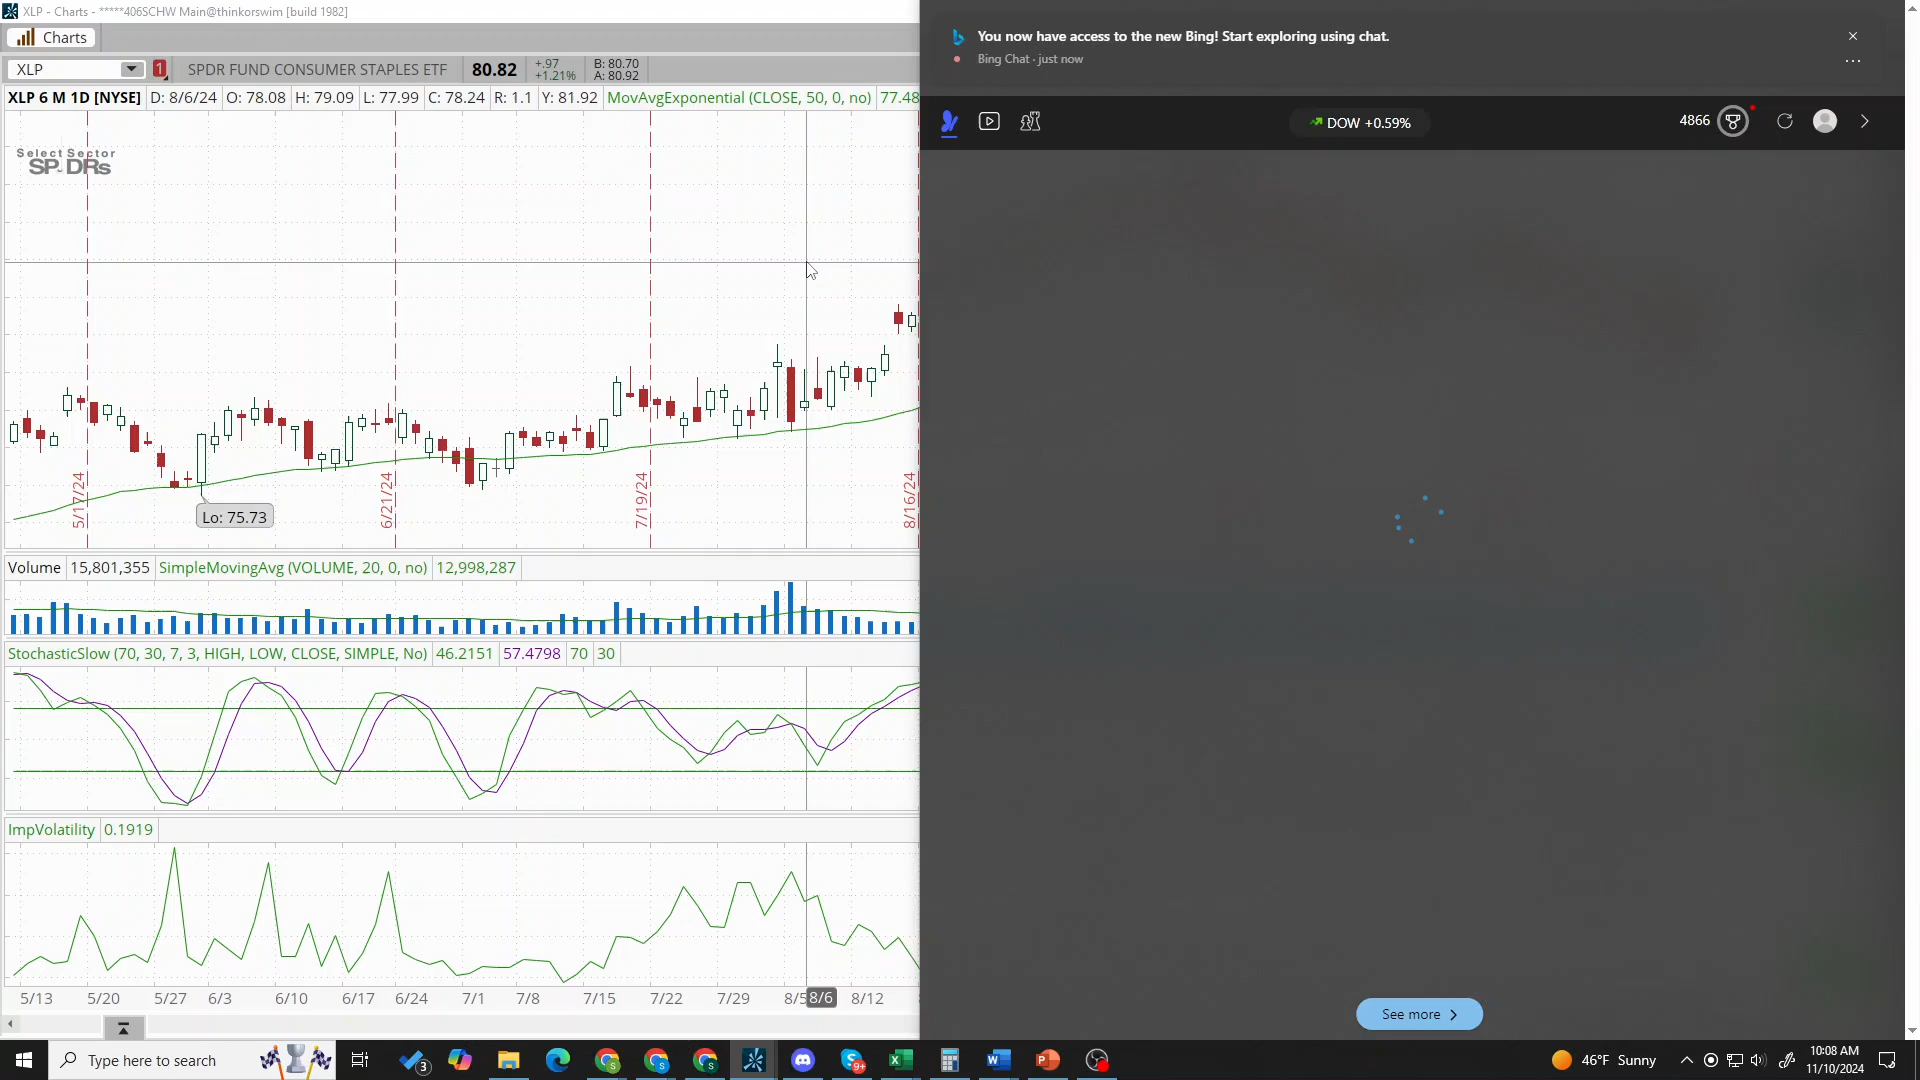 XLP - Charts - *****406SCHW Main@thinkorswim [build 1982]
Charts
XLP 1 SPDR FUND CONSUMER STAPLES ETF 80.82 +.97 +1.21% B: 80.70 A: 80.92
XLP 6 M 1D [NYSE] D: 8/6/24 O: 78.08 H: 79.09 L: 77.99 C: 78.24 R: 1.1 Y: 81.92 MovAvgExponential (CLOSE, 50, 0, no) 77.48
Select Sector
SPDRs
5/17/24 6/21/24 7/19/24 8/16/24
Lo: 75.73
Volume 15,801,355 SimpleMovingAvg (VOLUME, 20, 0, no) 12,998,287
StochasticSlow (70, 30, 7, 3, HIGH, LOW, CLOSE, SIMPLE, No) 46.2151 57.4798 70 30
ImpVolatility 0.1919
5/13 5/20 5/27 6/3 6/10 6/17 6/24 7/1 7/8 7/15 7/22 7/29 8/5 8/6 8/12
You now have access to the new Bing! Start exploring using chat.
Bing Chat · just now
DOW +0.59%
4866
See more
Type here to search
3
9+
46°F Sunny
10:08 AM
11/10/2024